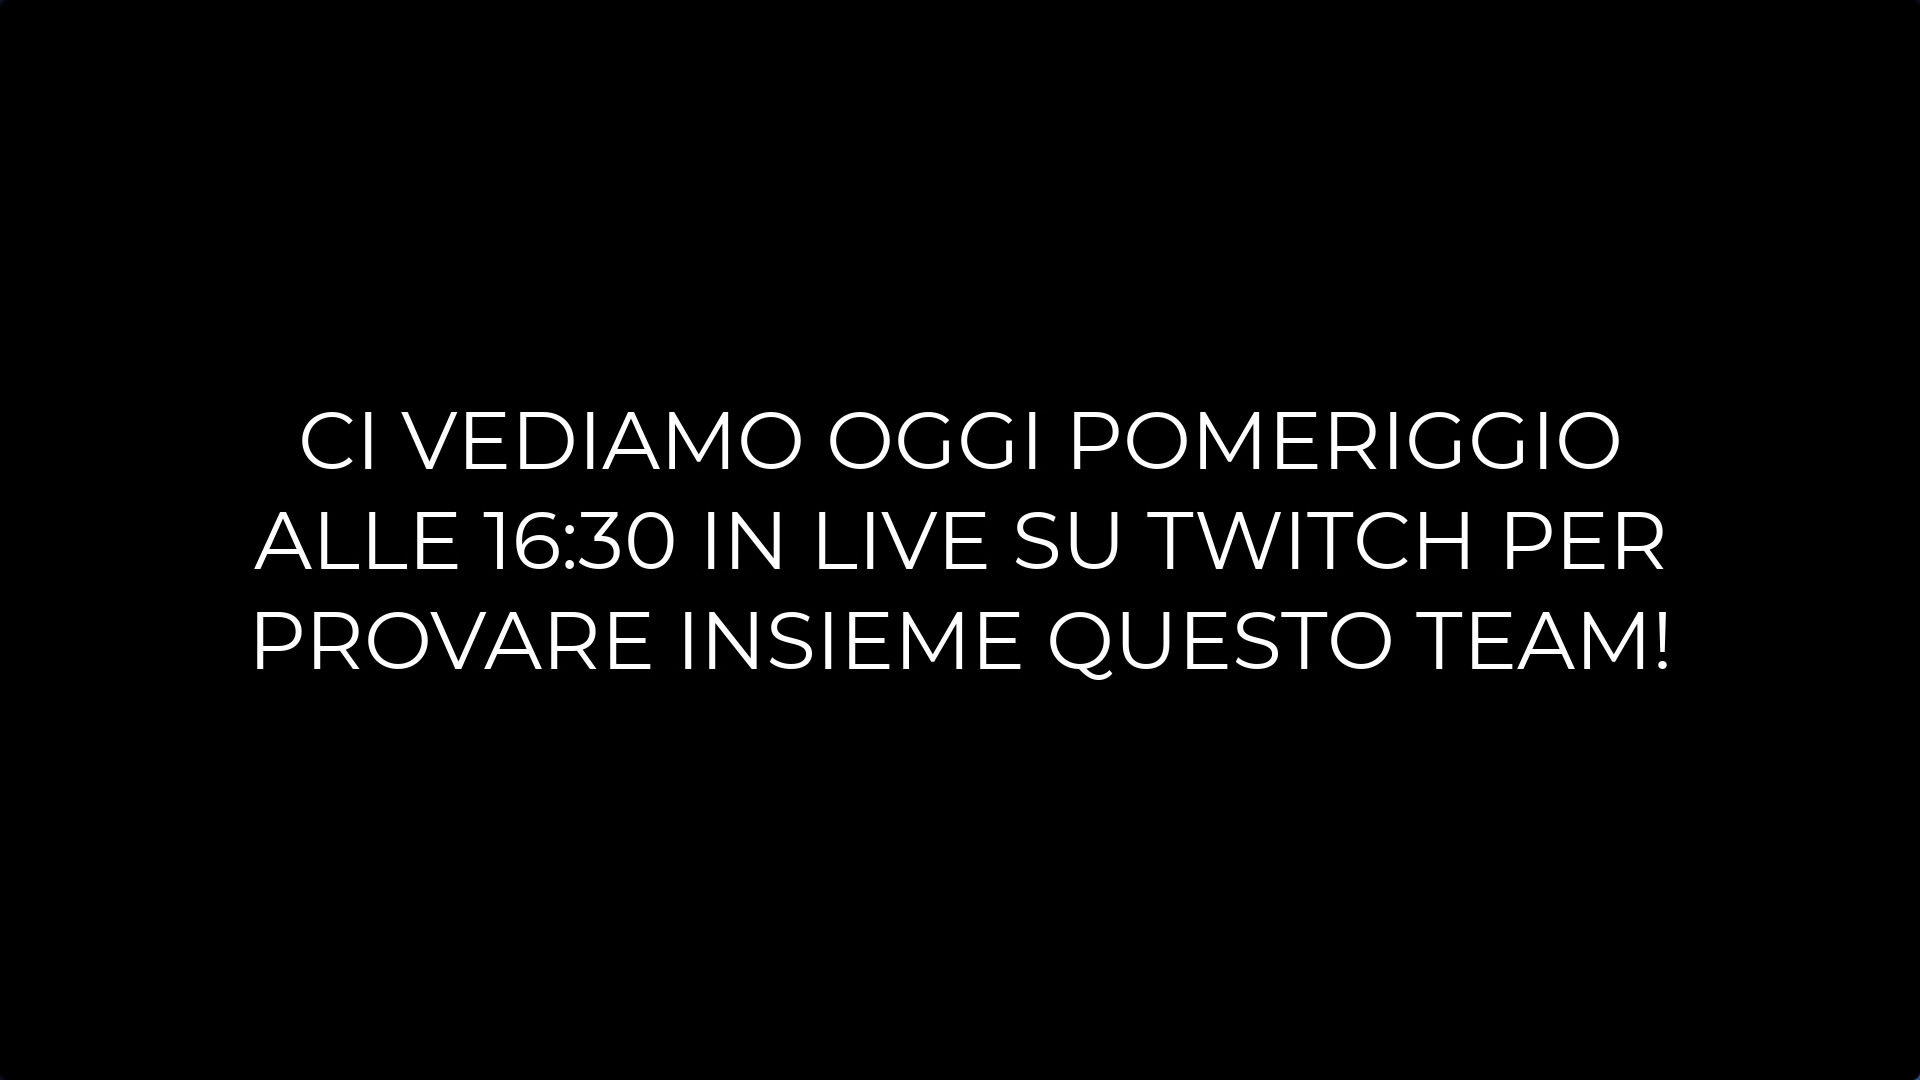 CI VEDIAMO OGGI POMERIGGIO
ALLE 16:30 IN LIVE SU TWITCH PER
PROVARE INSIEME QUESTO TEAM!